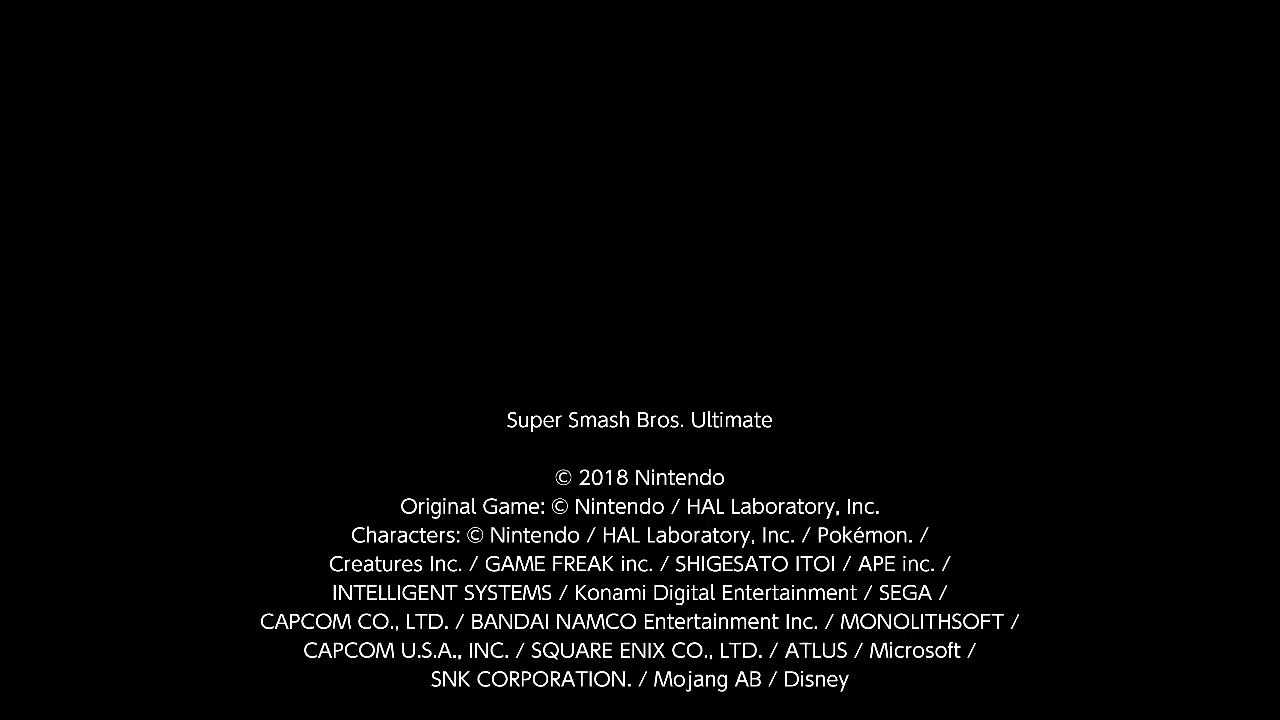 Super Smash Bros. Ultimate
© 2018 Nintendo
Original Game: © Nintendo / HAL Laboratory, Inc.
Characters: © Nintendo / HAL Laboratory, Inc. / Pokémon. /
Creatures Inc. / GAME FREAK inc. / SHIGESATO ITOI / APE inc. /
INTELLIGENT SYSTEMS / Konami Digital Entertainment / SEGA /
CAPCOM CO., LTD. / BANDAI NAMCO Entertainment Inc. / MONOLITHSOFT /
CAPCOM U.S.A., INC. / SQUARE ENIX CO., LTD. / ATLUS / Microsoft /
SNK CORPORATION. / Mojang AB / Disney